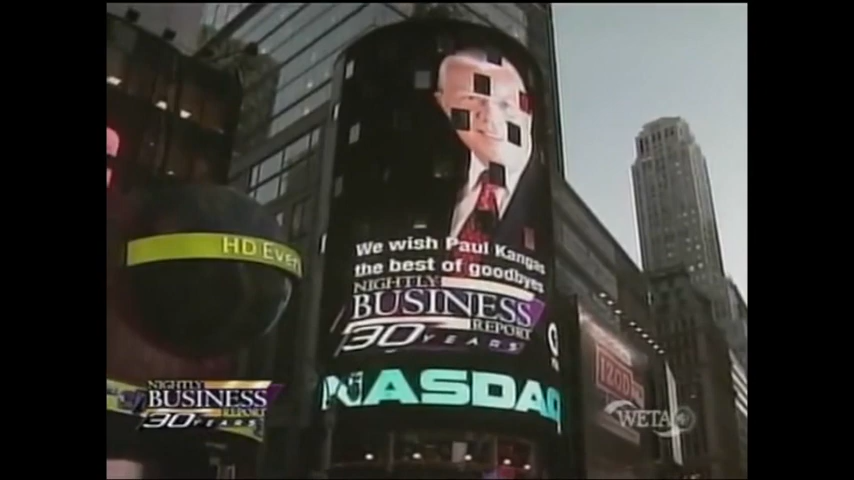 HD Even
We wish Paul Kangas
the best of goodbyes
NIGHTLY
BUSINESS
REPORT
30 YEARS
NASDAQ
IZOD
NIGHTLY
BUSINESS
REPORT
30 YEARS
WETA